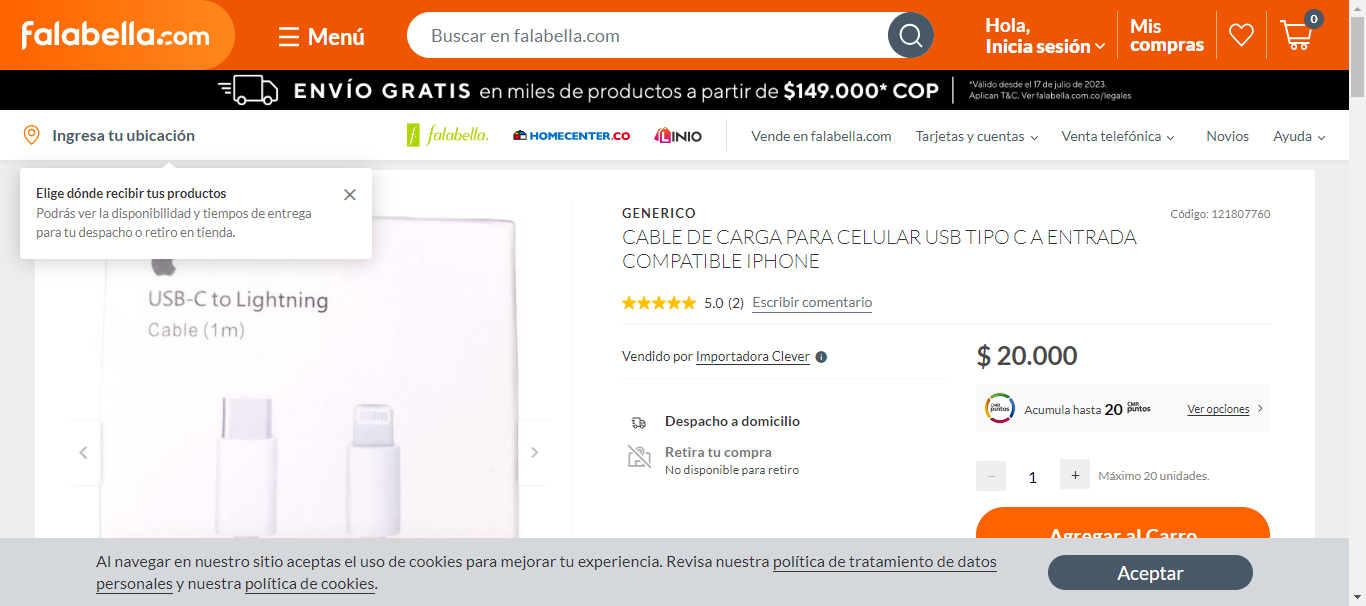 falabella.com
Menú
Buscar en falabella.com
Hola,
Inicia sesión
Mis
compras
0
ENVÍO GRATIS en miles de productos a partir de $149.000* COP
*Válido desde el 17 de julio de 2023.
Aplican T&C. Ver falabella.com.co/legales
Ingresa tu ubicación
falabella.
HOMECENTER.CO
LINIO
Vende en falabella.com
Tarjetas y cuentas
Venta telefónica
Novios
Ayuda
Elige dónde recibir tus productos
Podrás ver la disponibilidad y tiempos de entrega
para tu despacho o retiro en tienda.
USB-C to Lightning
Cable (1m)
GENERICO
Código: 121807760
CABLE DE CARGA PARA CELULAR USB TIPO C A ENTRADA
COMPATIBLE IPHONE
5.0 (2) Escribir comentario
Vendido por Importadora Clever
$ 20.000
CMR puntos
Acumula hasta 20 CMR puntos
Ver opciones
Despacho a domicilio
Retira tu compra
No disponible para retiro
− 1 +
Máximo 20 unidades.
Agregar al Carro
Al navegar en nuestro sitio aceptas el uso de cookies para mejorar tu experiencia. Revisa nuestra política de tratamiento de datos
personales y nuestra política de cookies.
Aceptar